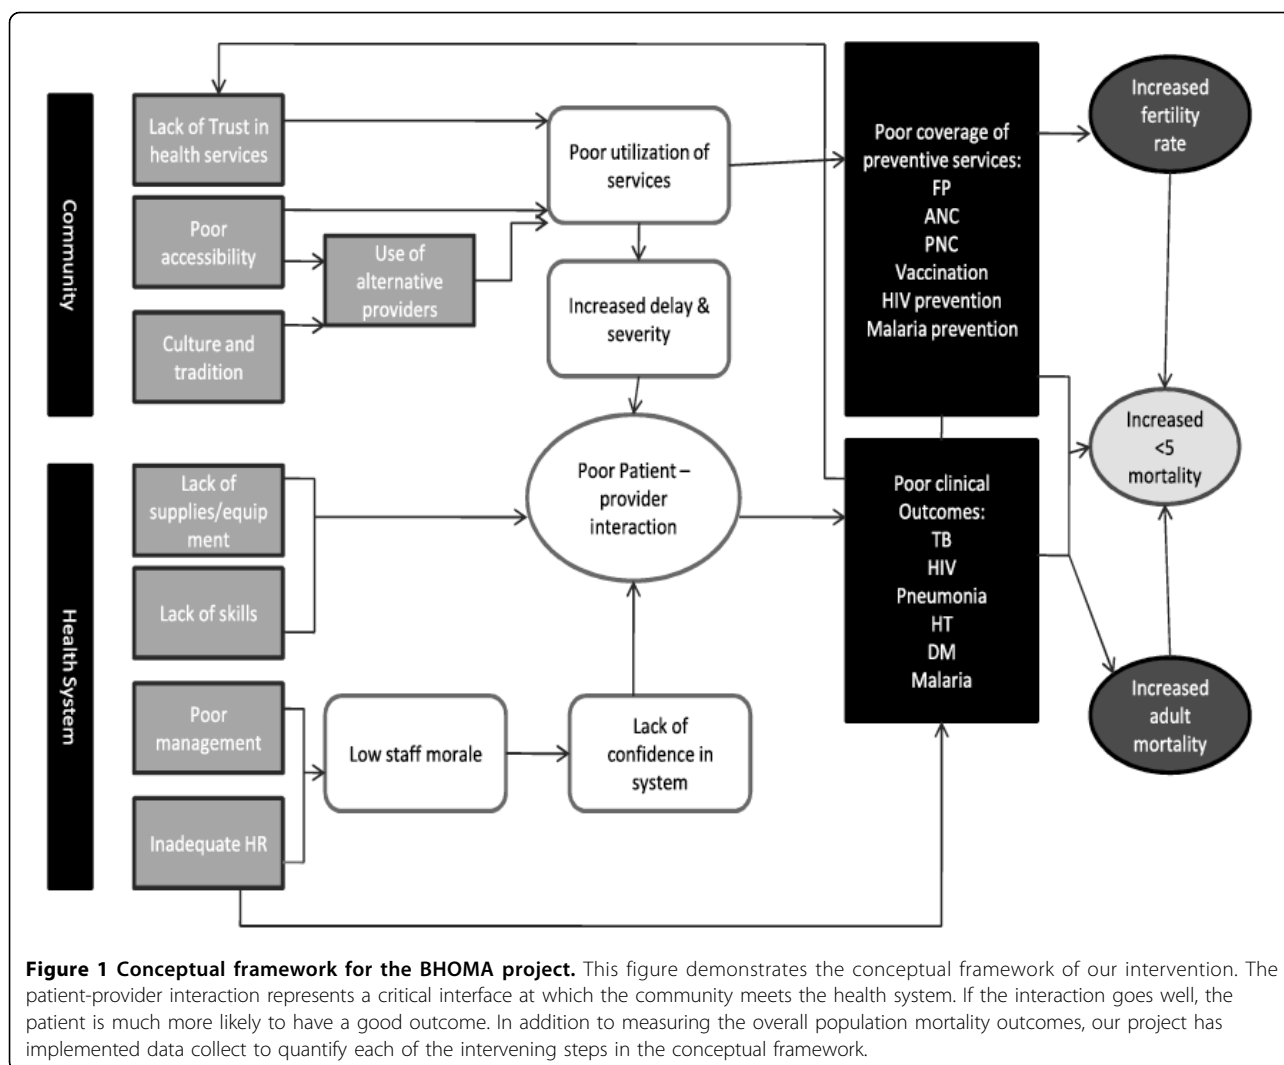 Community
Lack of Trust in
health services
Poor
accessibility
Culture and
tradition
Use of
alternative
providers
Poor utilization of
services
Increased delay &
severity
Poor Patient –
provider
interaction
Health System
Lack of
supplies/equip
ment
Lack of skills
Poor
management
Inadequate HR
Low staff morale
Lack of
confidence in
system
Poor coverage of
preventive services:
FP
ANC
PNC
Vaccination
HIV prevention
Malaria prevention
Poor clinical
Outcomes:
TB
HIV
Pneumonia
HT
DM
Malaria
Increased
fertility
rate
Increased
<5
mortality
Increased
adult
mortality
Figure 1 Conceptual framework for the BHOMA project. This figure demonstrates the conceptual framework of our intervention. The
patient-provider interaction represents a critical interface at which the community meets the health system. If the interaction goes well, the
patient is much more likely to have a good outcome. In addition to measuring the overall population mortality outcomes, our project has
implemented data collect to quantify each of the intervening steps in the conceptual framework.